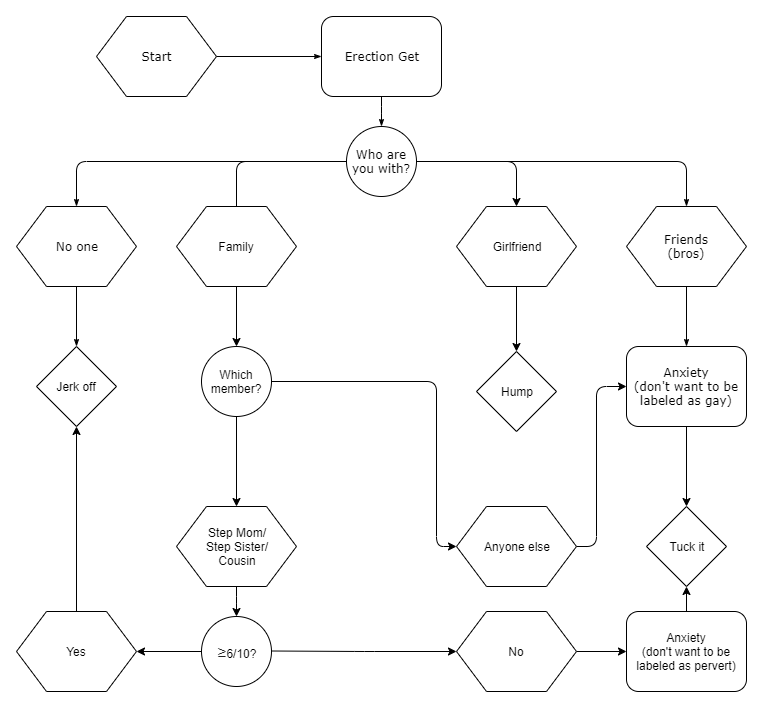 Start
Erection Get
Who are
you with?
No one
Family
Girlfriend
Friends
(bros)
Jerk off
Which
member?
Hump
Anxiety
(don't want to be
labeled as gay)
Step Mom/
Step Sister/
Cousin
Anyone else
Tuck it
Yes
≥6/10?
No
Anxiety
(don't want to be
labeled as pervert)